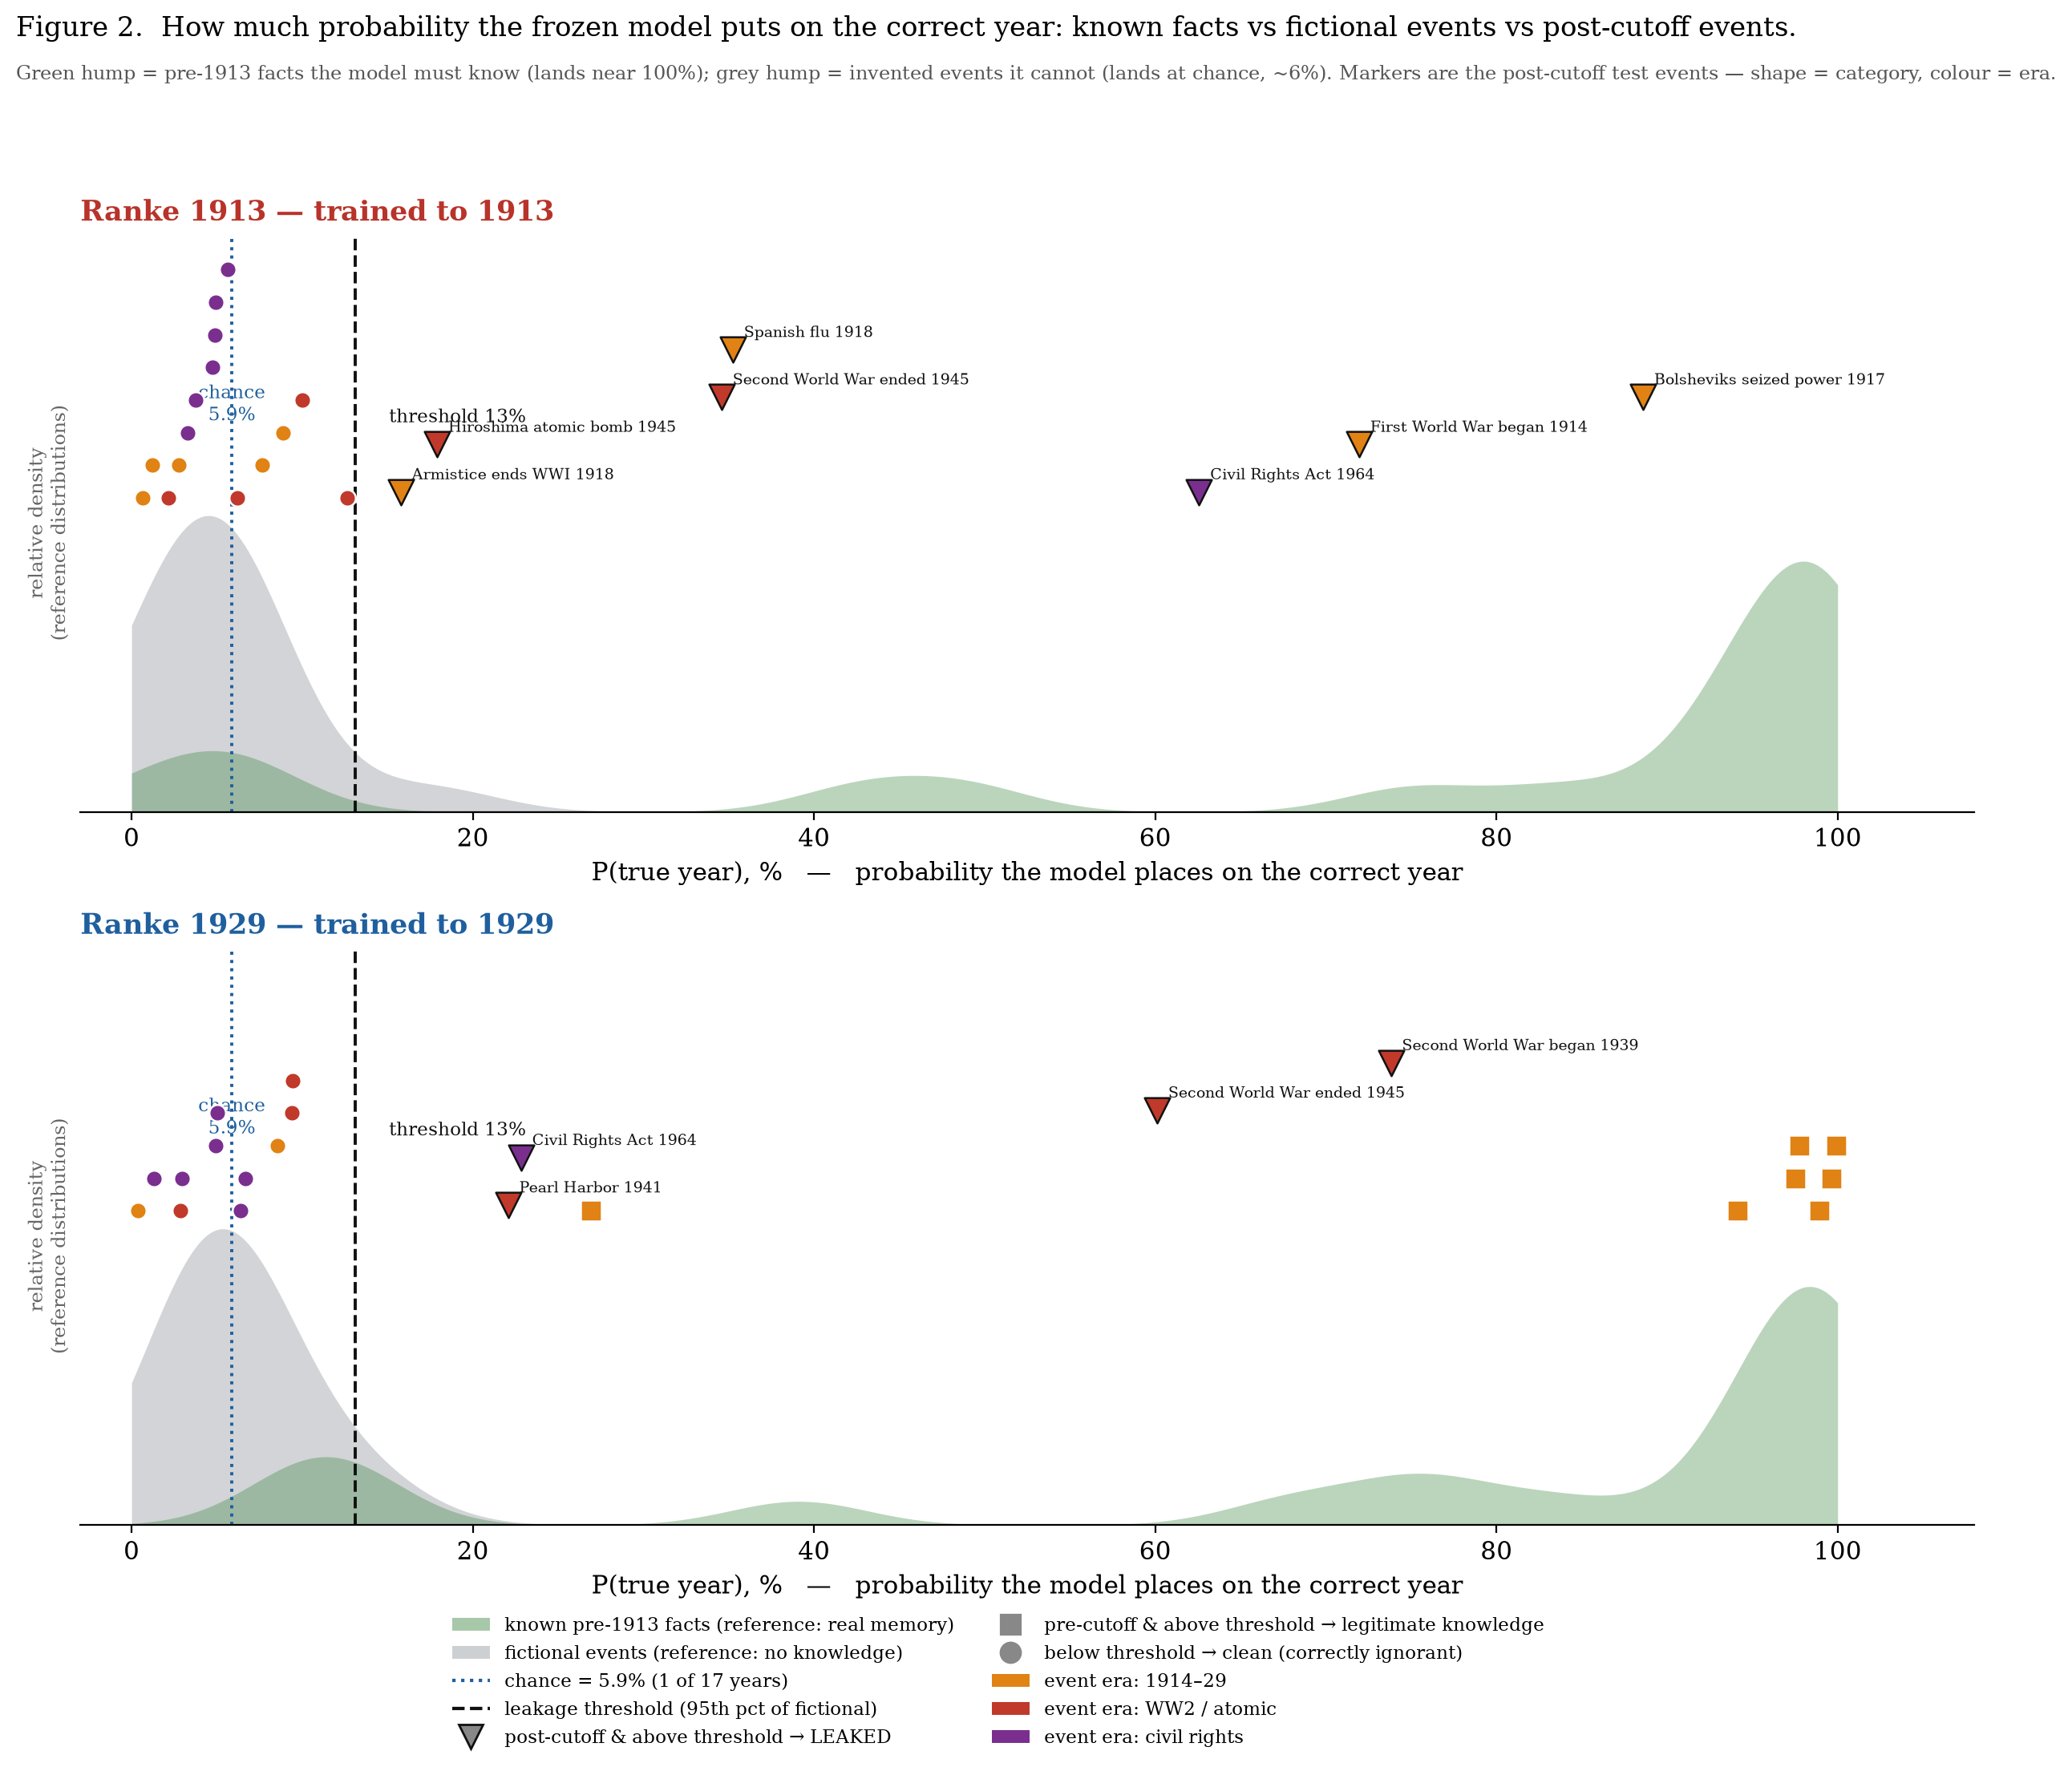 Figure 2.  How much probability the frozen model puts on the correct year: known facts vs fictional events vs post-cutoff events.
Green hump = pre-1913 facts the model must know (lands near 100%); grey hump = invented events it cannot (lands at chance, ~6%). Markers are the post-cutoff test events — shape = category, colour = era.
Ranke 1913 — trained to 1913
Spanish flu 1918
Second World War ended 1945
Bolsheviks seized power 1917
chance
5.9%
threshold 13%
Hiroshima atomic bomb 1945
First World War began 1914
Armistice ends WWI 1918
Civil Rights Act 1964
relative density
(reference distributions)
0 20 40 60 80 100
P(true year), %   —   probability the model places on the correct year
Ranke 1929 — trained to 1929
Second World War began 1939
Second World War ended 1945
chance
5.9%
threshold 13%
Civil Rights Act 1964
Pearl Harbor 1941
relative density
(reference distributions)
0 20 40 60 80 100
P(true year), %   —   probability the model places on the correct year
known pre-1913 facts (reference: real memory)
fictional events (reference: no knowledge)
chance = 5.9% (1 of 17 years)
leakage threshold (95th pct of fictional)
post-cutoff & above threshold → LEAKED
pre-cutoff & above threshold → legitimate knowledge
below threshold → clean (correctly ignorant)
event era: 1914–29
event era: WW2 / atomic
event era: civil rights